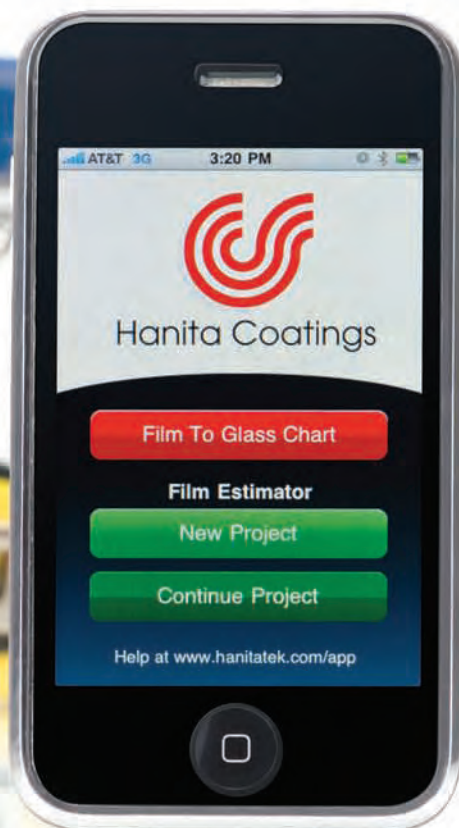 AT&T 3G 3:20 PM
Hanita Coatings
Film To Glass Chart
Film Estimator
New Project
Continue Project
Help at www.hanitatek.com/app